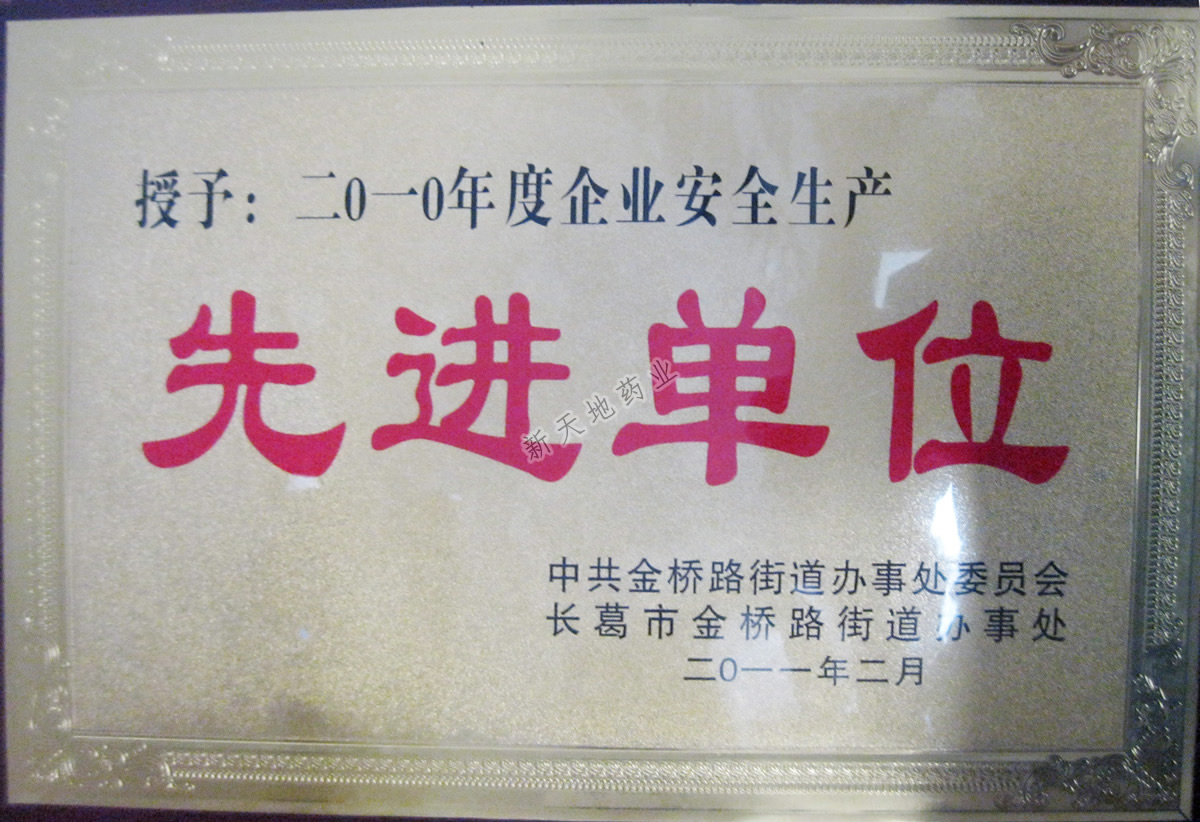 授予：二0一0年度企业安全生产
先进单位
新天地药业
中共金桥路街道办事处委员会
长葛市金桥路街道办事处
二0一一年二月